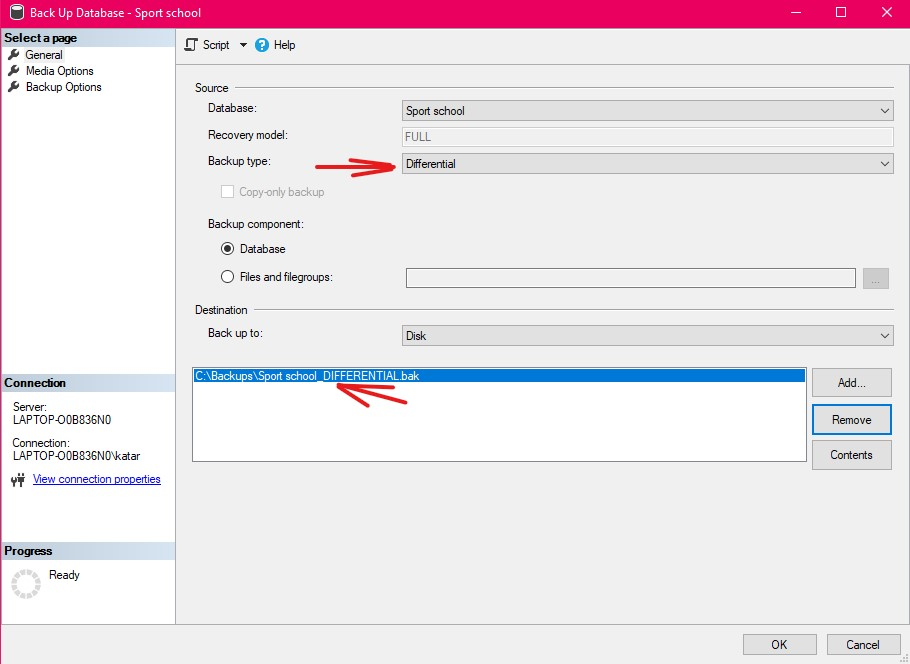 Back Up Database - Sport school
Select a page
General
Media Options
Backup Options
Script
Help
Source
Database:
Sport school
Recovery model:
FULL
Backup type:
Differential
Copy-only backup
Backup component:
Database
Files and filegroups:
...
Destination
Back up to:
Disk
C:\Backups\Sport school_DIFFERENTIAL.bak
Add...
Remove
Contents
Connection
Server:
LAPTOP-O0B836N0
Connection:
LAPTOP-O0B836N0\katar
View connection properties
Progress
Ready
OK
Cancel